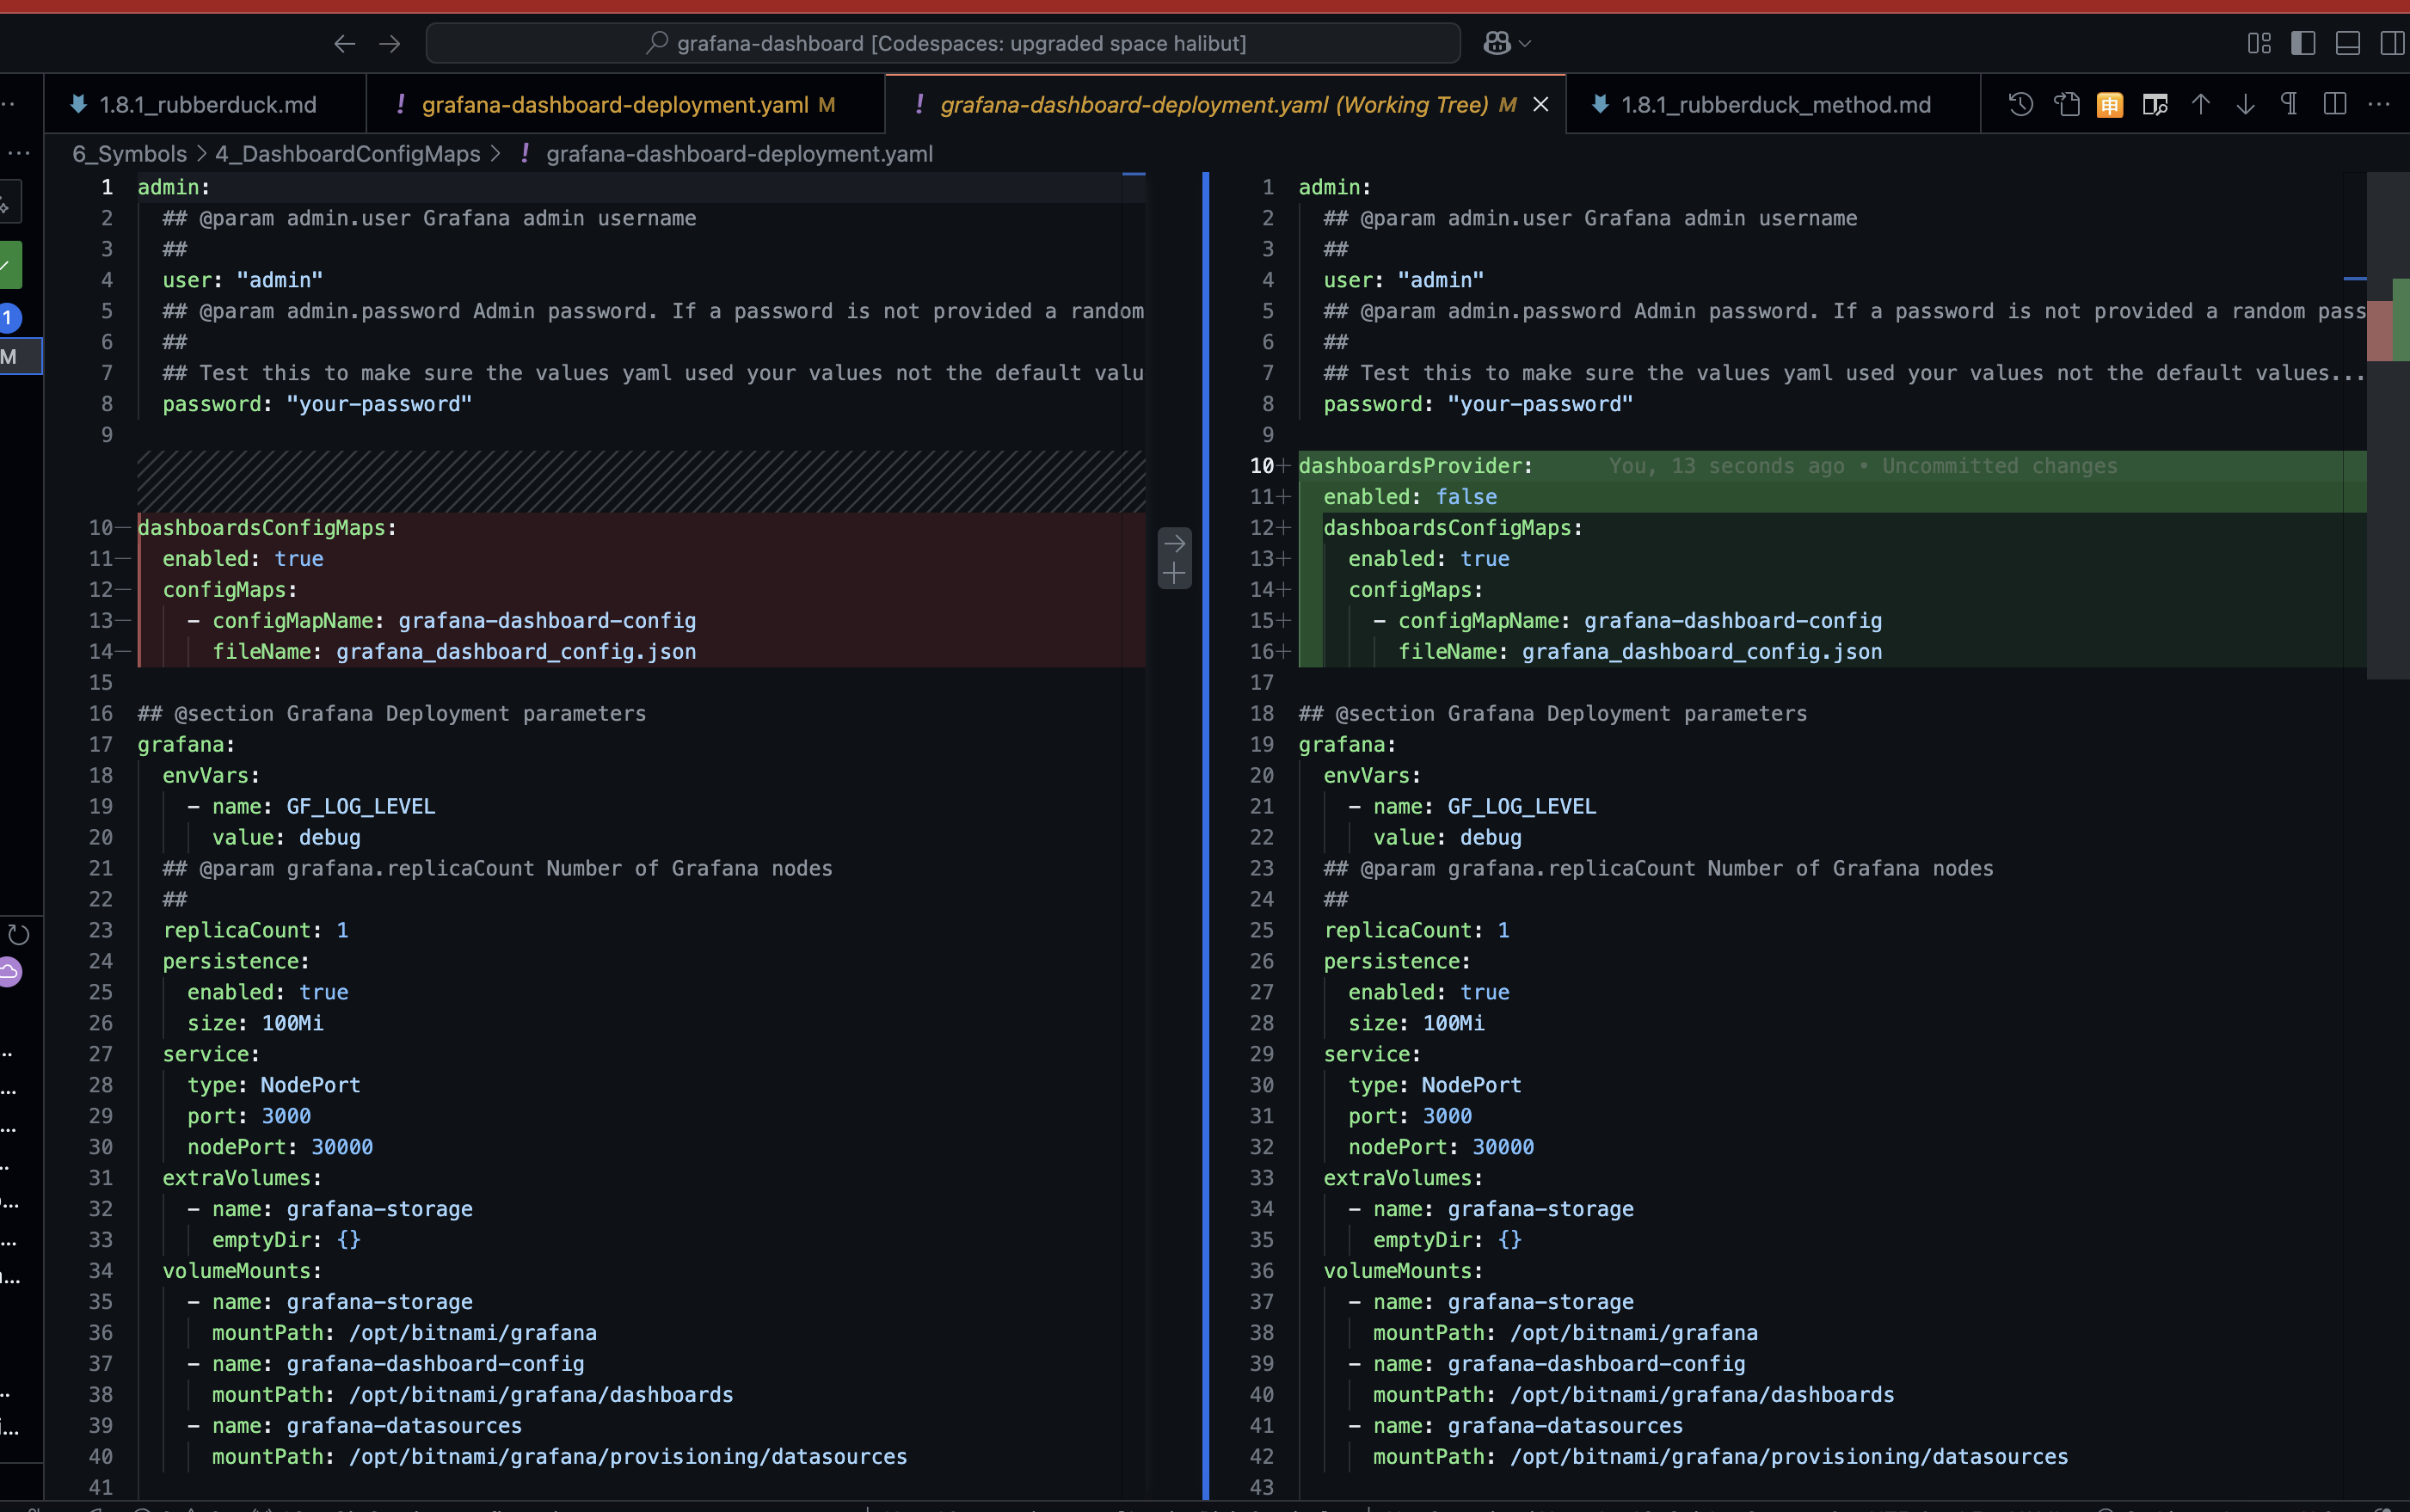 grafana-dashboard [Codespaces: upgraded space halibut]
1.8.1_rubberduck.md
! grafana-dashboard-deployment.yaml M
! grafana-dashboard-deployment.yaml (Working Tree) M
1.8.1_rubberduck_method.md
6_Symbols > 4_DashboardConfigMaps > ! grafana-dashboard-deployment.yaml
1
M
1 admin:
2 ## @param admin.user Grafana admin username
3 ##
4 user: "admin"
5 ## @param admin.password Admin password. If a password is not provided a random
6 ##
7 ## Test this to make sure the values yaml used your values not the default valu
8 password: "your-password"
9
10— dashboardsConfigMaps:
11— enabled: true
12— configMaps:
13— - configMapName: grafana-dashboard-config
14— fileName: grafana_dashboard_config.json
15
16 ## @section Grafana Deployment parameters
17 grafana:
18 envVars:
19 - name: GF_LOG_LEVEL
20 value: debug
21 ## @param grafana.replicaCount Number of Grafana nodes
22 ##
23 replicaCount: 1
24 persistence:
25 enabled: true
26 size: 100Mi
27 service:
28 type: NodePort
29 port: 3000
30 nodePort: 30000
31 extraVolumes:
32 - name: grafana-storage
33 emptyDir: {}
34 volumeMounts:
35 - name: grafana-storage
36 mountPath: /opt/bitnami/grafana
37 - name: grafana-dashboard-config
38 mountPath: /opt/bitnami/grafana/dashboards
39 - name: grafana-datasources
40 mountPath: /opt/bitnami/grafana/provisioning/datasources
41
1 admin:
2 ## @param admin.user Grafana admin username
3 ##
4 user: "admin"
5 ## @param admin.password Admin password. If a password is not provided a random pass
6 ##
7 ## Test this to make sure the values yaml used your values not the default values...
8 password: "your-password"
9
10+ dashboardsProvider: You, 13 seconds ago • Uncommitted changes
11+ enabled: false
12+ dashboardsConfigMaps:
13+ enabled: true
14+ configMaps:
15+ - configMapName: grafana-dashboard-config
16+ fileName: grafana_dashboard_config.json
17
18 ## @section Grafana Deployment parameters
19 grafana:
20 envVars:
21 - name: GF_LOG_LEVEL
22 value: debug
23 ## @param grafana.replicaCount Number of Grafana nodes
24 ##
25 replicaCount: 1
26 persistence:
27 enabled: true
28 size: 100Mi
29 service:
30 type: NodePort
31 port: 3000
32 nodePort: 30000
33 extraVolumes:
34 - name: grafana-storage
35 emptyDir: {}
36 volumeMounts:
37 - name: grafana-storage
38 mountPath: /opt/bitnami/grafana
39 - name: grafana-dashboard-config
40 mountPath: /opt/bitnami/grafana/dashboards
41 - name: grafana-datasources
42 mountPath: /opt/bitnami/grafana/provisioning/datasources
43